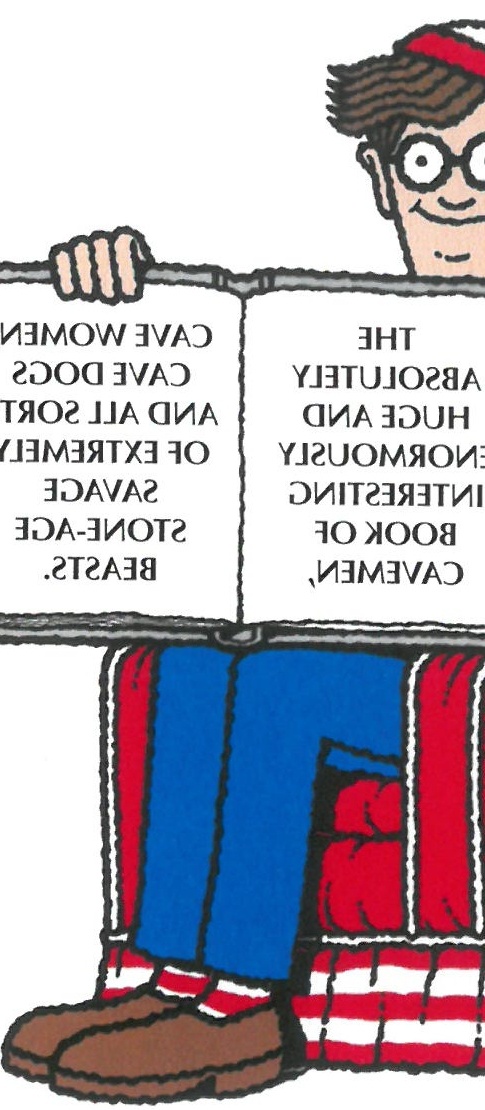 THE
ABSOLUTELY
HUGE AND
ENORMOUSLY
INTERESTING
BOOK OF
CAVEMEN,
CAVE WOMEN
CAVE DOGS
AND ALL SORT
OF EXTREMELY
SAVAGE
STONE-AGE
BEASTS.